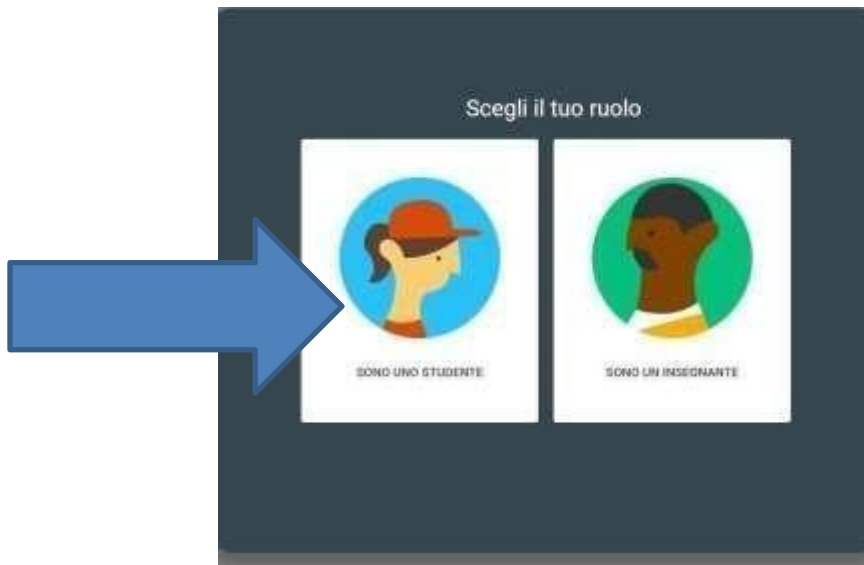 Scegli il tuo ruolo
SONO UNO STUDENTE
SONO UN INSEGNANTE